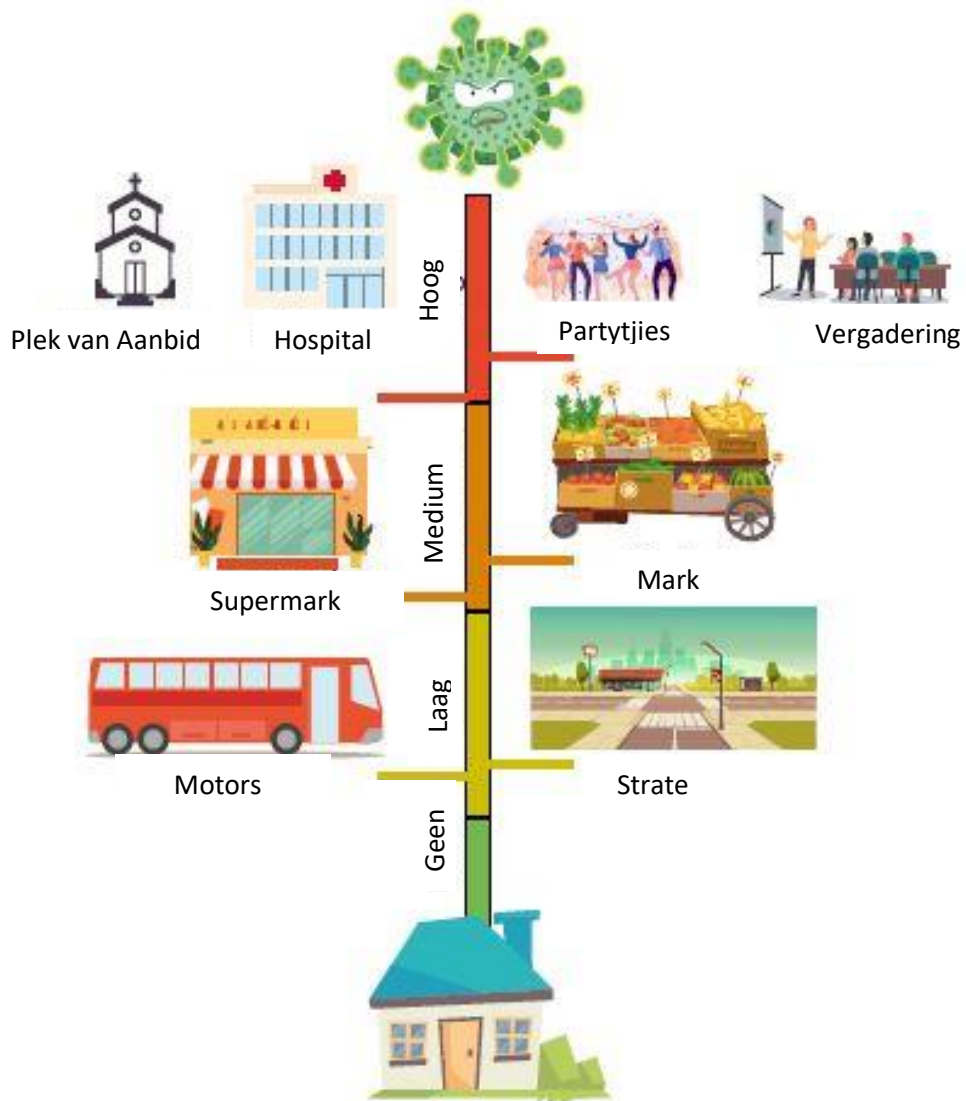 Hoog
Plek van Aanbid
Hospital
Partytjies
Vergadering
Medium
Supermark
Mark
Laag
Motors
Strate
Geen